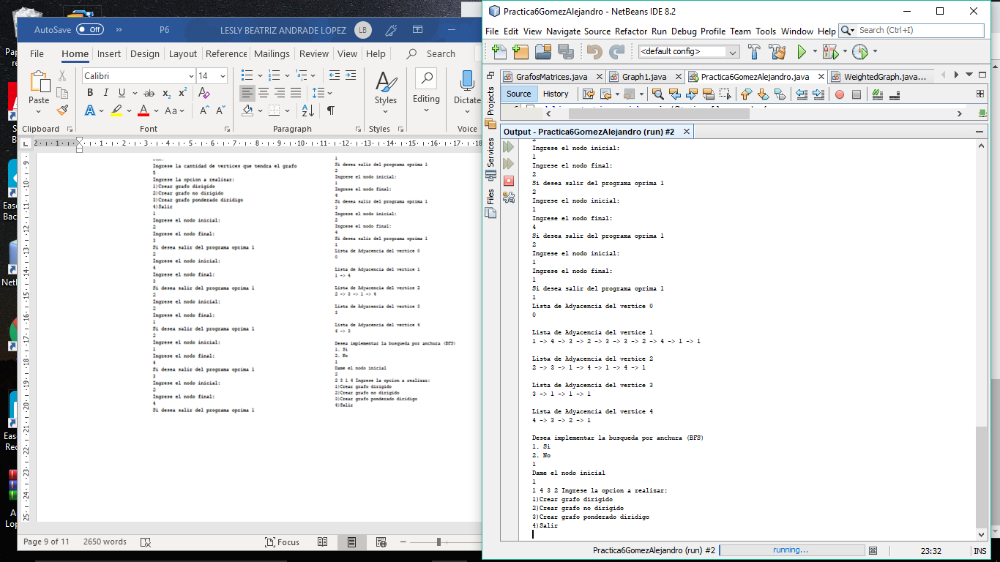 AutoSave Off P6 LESLY BEATRIZ ANDRADE LOPEZ LB
File Home Insert Design Layout Reference Mailings Review View Help Search
Calibri 14
Paste Styles Editing Dictate
Clipboard Font Paragraph Styles Voice
Ingrese la cantidad de vertices que tendra el grafo
5
Ingrese la opcion a realisar:
1)Crear grafo dirigido
2)Crear grafo no dirigido
3)Crear grafo ponderado diridigo
4)Salir
1
Ingrese el nodo inicial:
2
Ingrese el nodo final:
3
Si desea salir del programa oprima 1
2
Ingrese el nodo inicial:
4
Ingrese el nodo final:
3
Si desea salir del programa oprima 1
2
Ingrese el nodo inicial:
2
Ingrese el nodo final:
1
Si desea salir del programa oprima 1
2
Ingrese el nodo inicial:
1
Ingrese el nodo final:
4
Si desea salir del programa oprima 1
3
Ingrese el nodo inicial:
2
Ingrese el nodo final:
4
Si desea salir del programa oprima 1
1
Si desea salir del programa oprima 1
2
Ingrese el nodo inicial:
1
Ingrese el nodo final:
4
Si desea salir del programa oprima 1
3
Ingrese el nodo inicial:
2
Ingrese el nodo final:
4
Si desea salir del programa oprima 1
1
Lista de Adyacencia del vertice 0
0
Lista de Adyacencia del vertice 1
1 -> 4
Lista de Adyacencia del vertice 2
2 -> 3 -> 1 -> 4
Lista de Adyacencia del vertice 3
3
Lista de Adyacencia del vertice 4
4 -> 3
Desea implementar la busqueda por anchura (BFS)
1. Si
2. No
1
Dame el nodo inicial
2
2 3 1 4 Ingrese la opcion a realisar:
1)Crear grafo dirigido
2)Crear grafo no dirigido
3)Crear grafo ponderado diridigo
4)Salir
Page 9 of 11 2650 words Focus
Practica6GomezAlejandro - NetBeans IDE 8.2
File Edit View Navigate Source Refactor Run Debug Profile Team Tools Window Help Search (Ctrl+I)
<default config>
GrafosMatrices.java Graph1.java Practica6GomezAlejandro.java WeightedGraph.java...
Source History
Projects
Services
Files
Output - Practica6GomezAlejandro (run) #2
2
Ingrese el nodo inicial:
1
Ingrese el nodo final:
2
Si desea salir del programa oprima 1
2
Ingrese el nodo inicial:
1
Ingrese el nodo final:
4
Si desea salir del programa oprima 1
2
Ingrese el nodo inicial:
1
Ingrese el nodo final:
1
Si desea salir del programa oprima 1
1
Lista de Adyacencia del vertice 0
0
Lista de Adyacencia del vertice 1
1 -> 4 -> 3 -> 2 -> 3 -> 3 -> 2 -> 4 -> 1 -> 1
Lista de Adyacencia del vertice 2
2 -> 3 -> 1 -> 4 -> 1 -> 4 -> 1
Lista de Adyacencia del vertice 3
3 -> 1 -> 1 -> 1
Lista de Adyacencia del vertice 4
4 -> 3 -> 2 -> 1
Desea implementar la busqueda por anchura (BFS)
1. Si
2. No
1
Dame el nodo inicial
1
1 4 3 2 Ingrese la opcion a realisar:
1)Crear grafo dirigido
2)Crear grafo no dirigido
3)Crear grafo ponderado diridigo
4)Salir
Practica6GomezAlejandro (run) #2 running... 23:32 INS